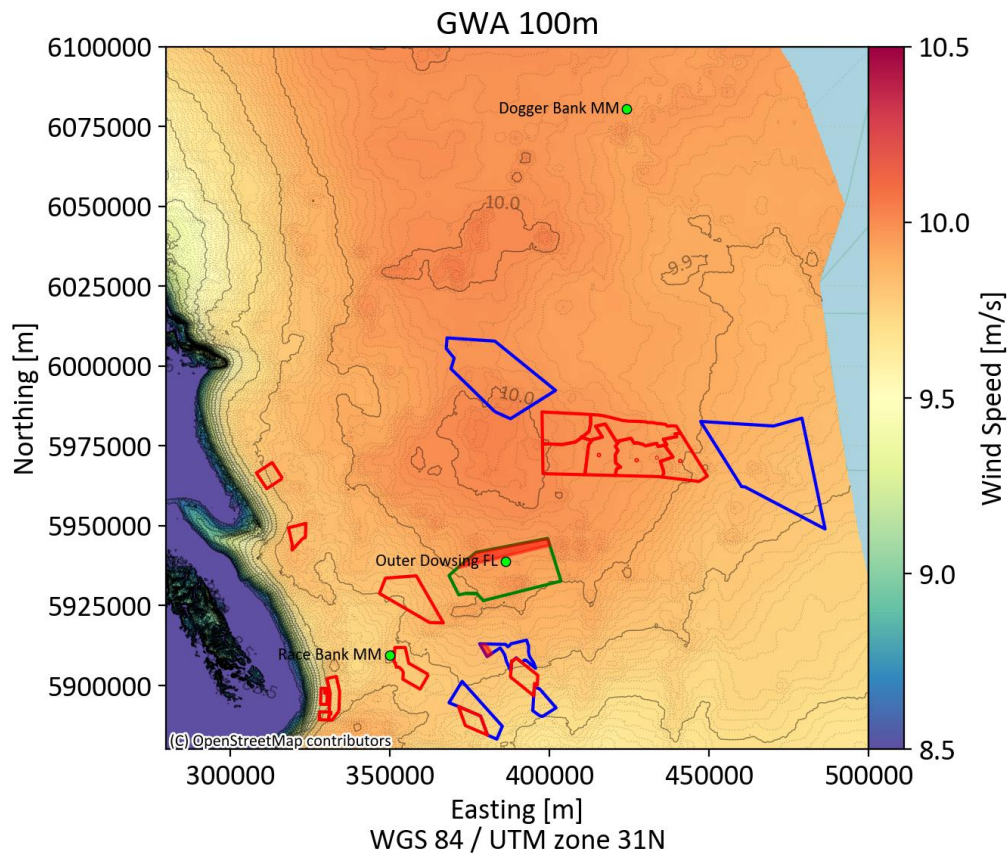 GWA 100m
6100000
6075000
6050000
6025000
6000000
5975000
5950000
5925000
5900000
Northing [m]
Dogger Bank MM
10.0
9.9
10.0
Outer Dowsing FL
Race Bank MM
(C) OpenStreetMap contributors
300000
350000
400000
450000
500000
Easting [m]
WGS 84 / UTM zone 31N
10.5
10.0
9.5
9.0
8.5
Wind Speed [m/s]